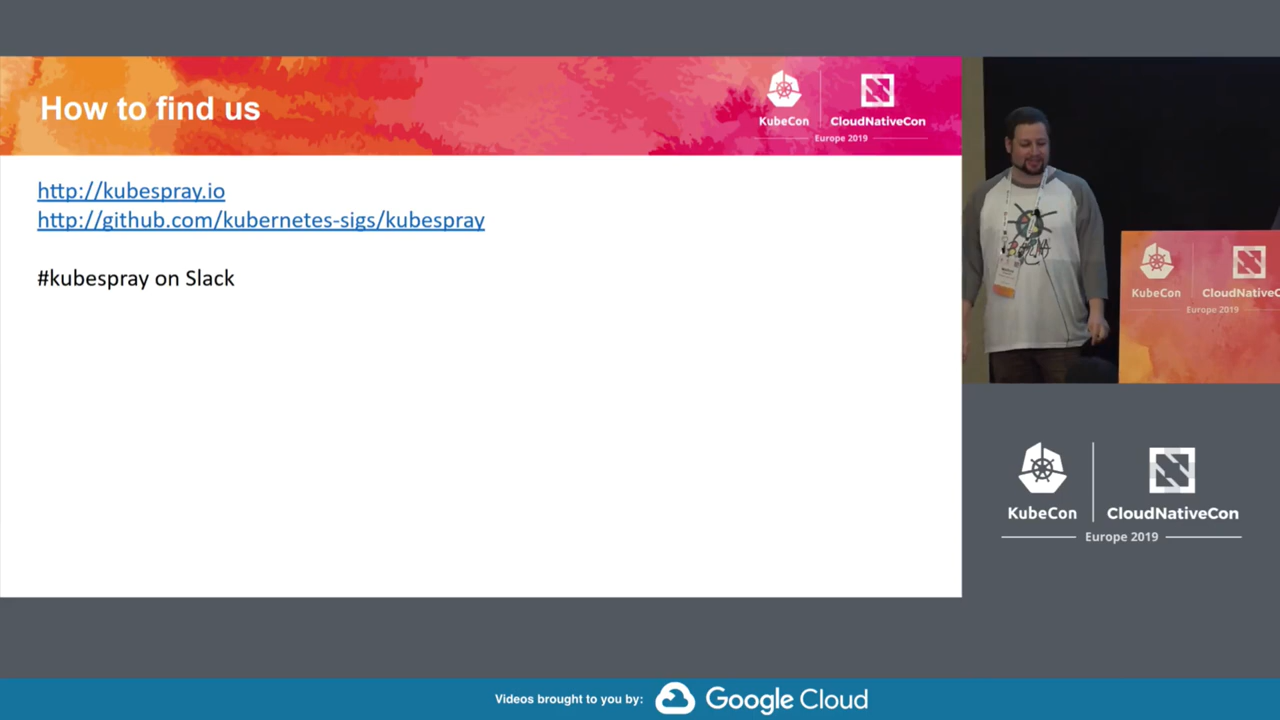 How to find us
KubeCon
CloudNativeCon
Europe 2019
http://kubespray.io
http://github.com/kubernetes-sigs/kubespray
#kubespray on Slack
KubeCon
Europe 2019
KubeCon
CloudNativeCon
Europe 2019
Videos brought to you by:
Google Cloud